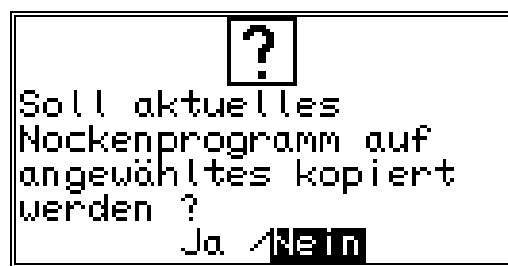 ?
Soll aktuelles
Nockenprogramm auf
angewähltes kopiert
werden ?
Ja / Nein